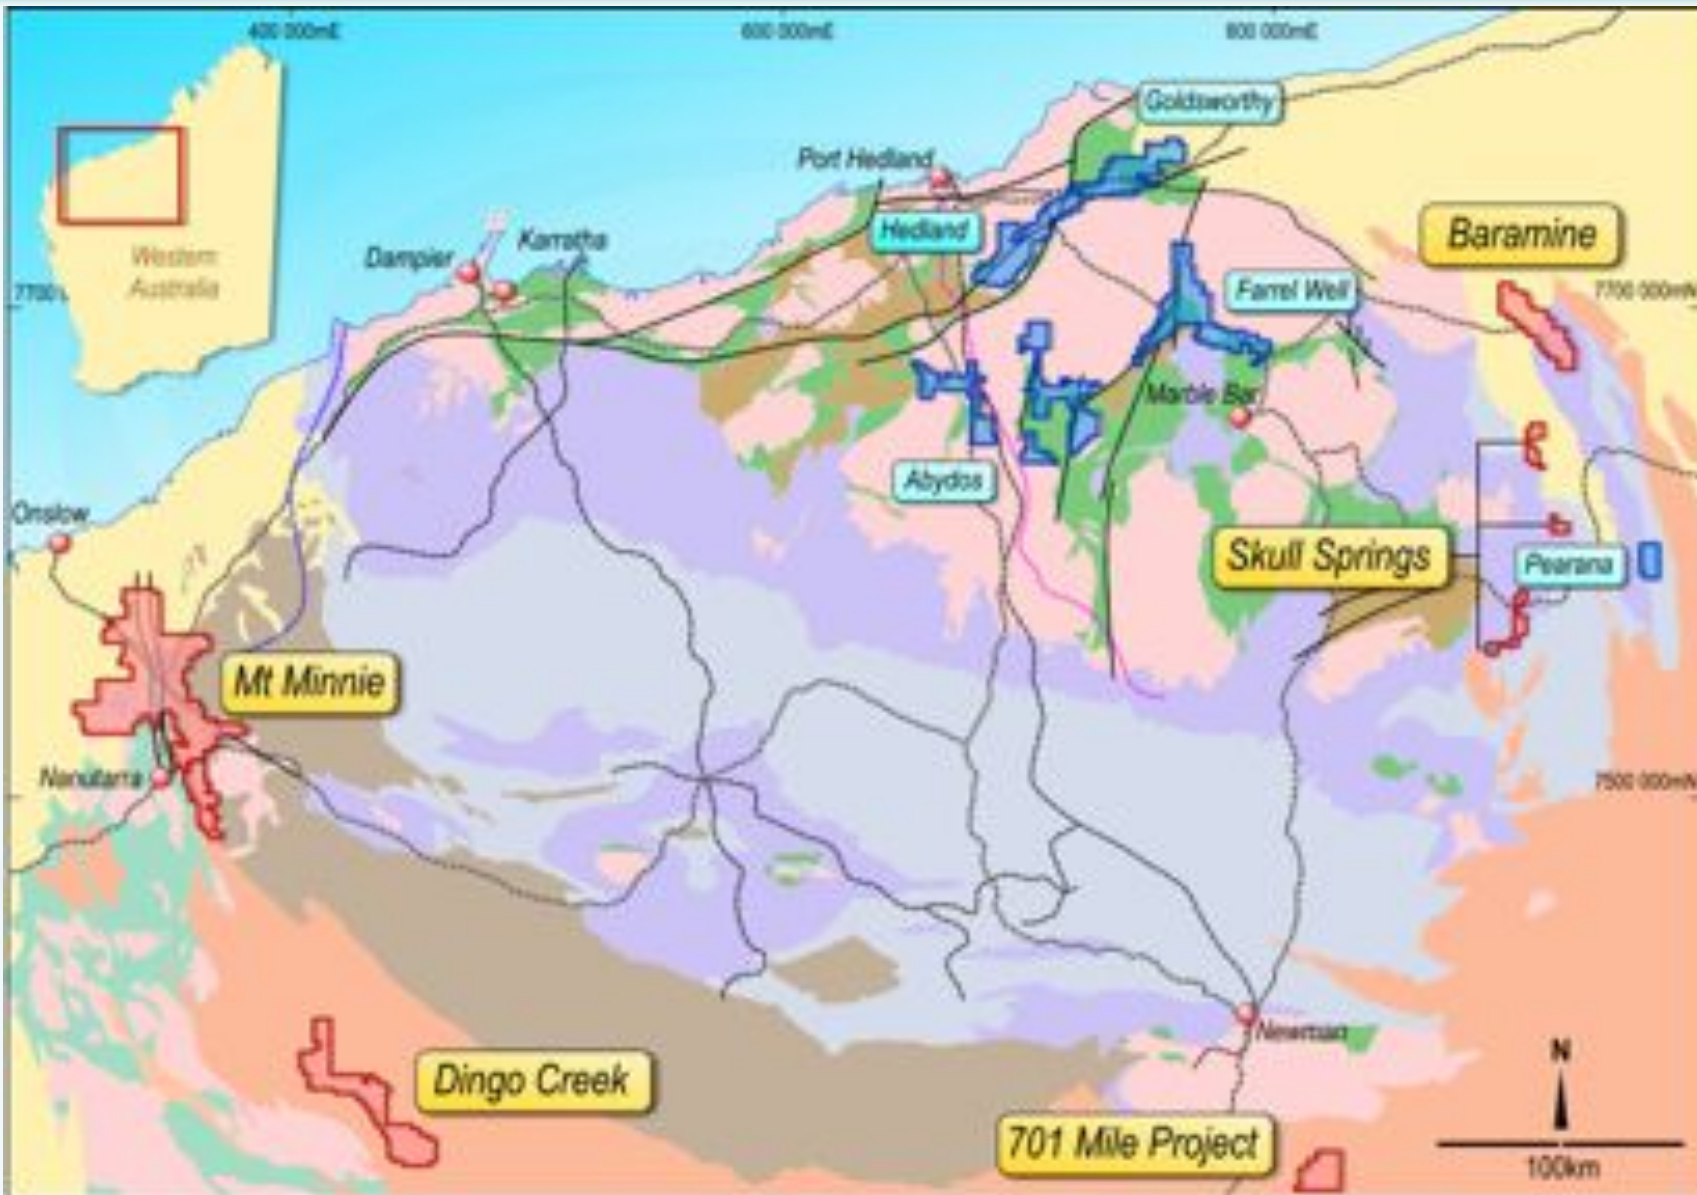 400 000mE
600 000mE
800 000mE
Goldsworthy
Port Hedland
Hedland
Baramine
Dampier
Karratha
Western
Australia
Farrel Well
7700 000mN
Marble Bar
Abydos
Onslow
Skull Springs
Pearana
Mt Minnie
Nanutarra
7500 000mN
Newman
N
Dingo Creek
701 Mile Project
100km